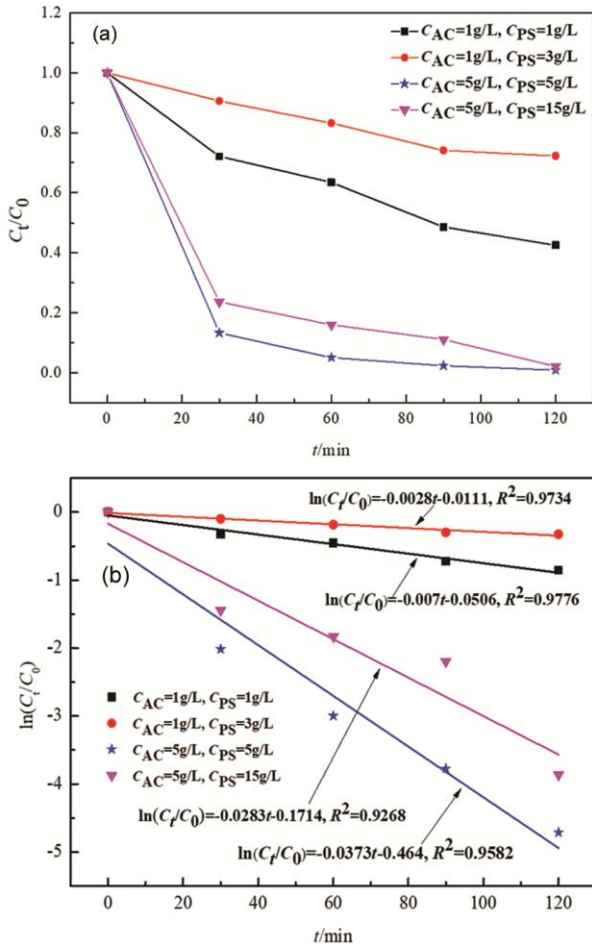 (a)
C_AC=1g/L, C_PS=1g/L
C_AC=1g/L, C_PS=3g/L
C_AC=5g/L, C_PS=5g/L
C_AC=5g/L, C_PS=15g/L
1.0
0.8
0.6
0.4
0.2
0.0
C_t/C_0
0 20 40 60 80 100 120
t/min
ln(C_t/C_0)=-0.0028t-0.0111, R²=0.9734
0
-1
-2
-3
-4
-5
ln(C_t/C_0)
(b)
ln(C_t/C_0)=-0.007t-0.0506, R²=0.9776
C_AC=1g/L, C_PS=1g/L
C_AC=1g/L, C_PS=3g/L
C_AC=5g/L, C_PS=5g/L
C_AC=5g/L, C_PS=15g/L
ln(C_t/C_0)=-0.0283t-0.1714, R²=0.9268
ln(C_t/C_0)=-0.0373t-0.464, R²=0.9582
0 20 40 60 80 100 120
t/min